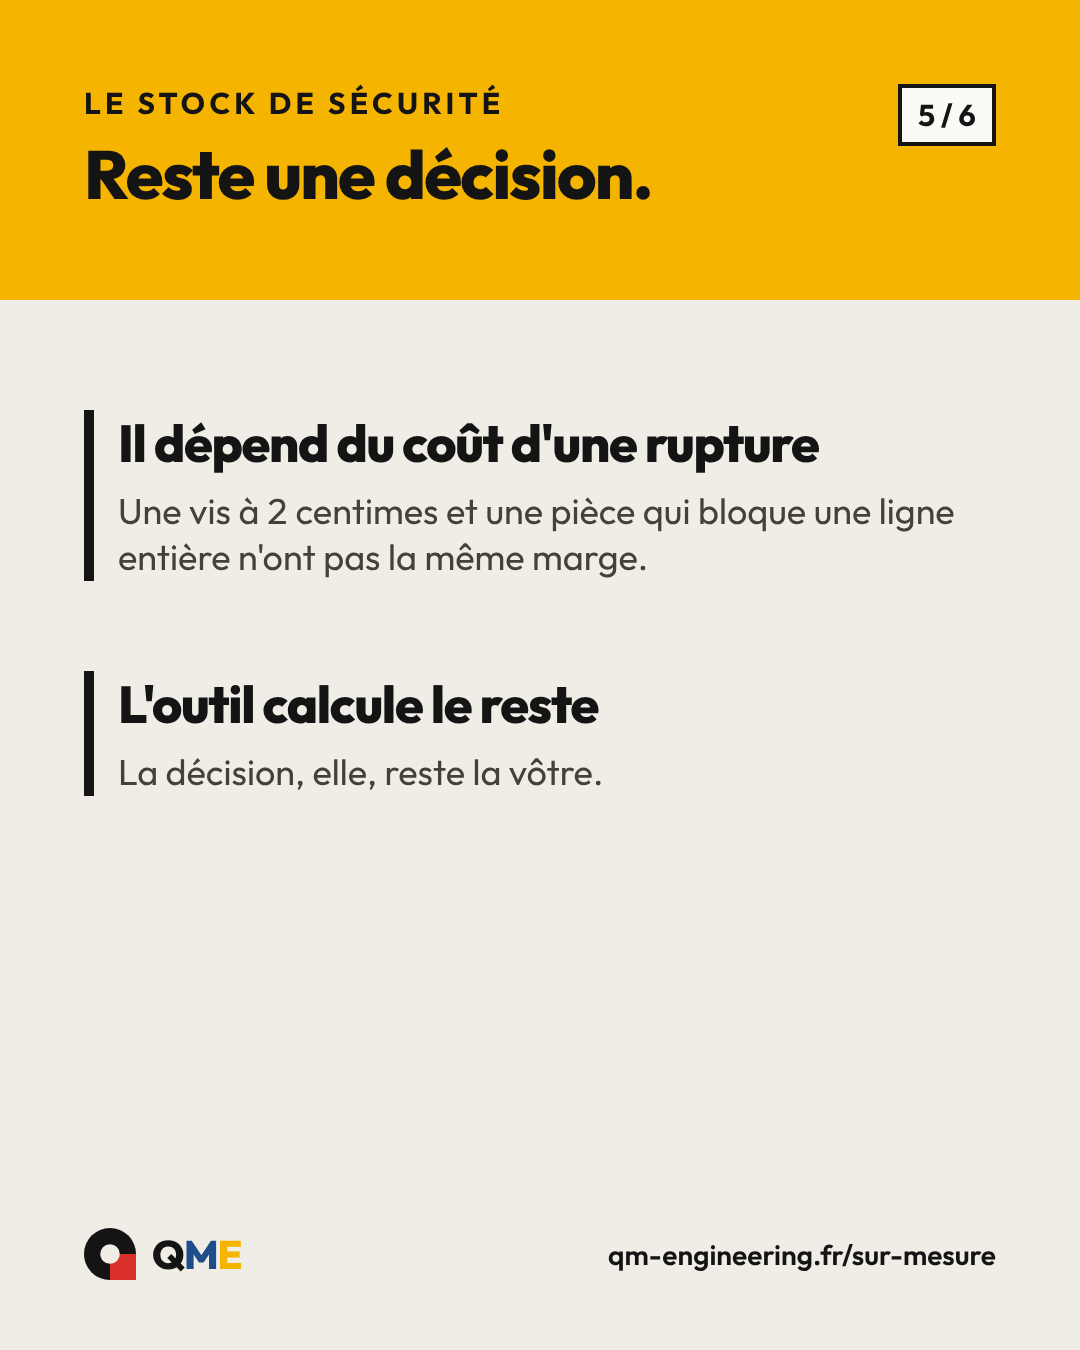 LE STOCK DE SÉCURITÉ
5 / 6
Reste une décision.
Il dépend du coût d'une rupture
Une vis à 2 centimes et une pièce qui bloque une ligne
entière n'ont pas la même marge.
L'outil calcule le reste
La décision, elle, reste la vôtre.
QME
qm-engineering.fr/sur-mesure